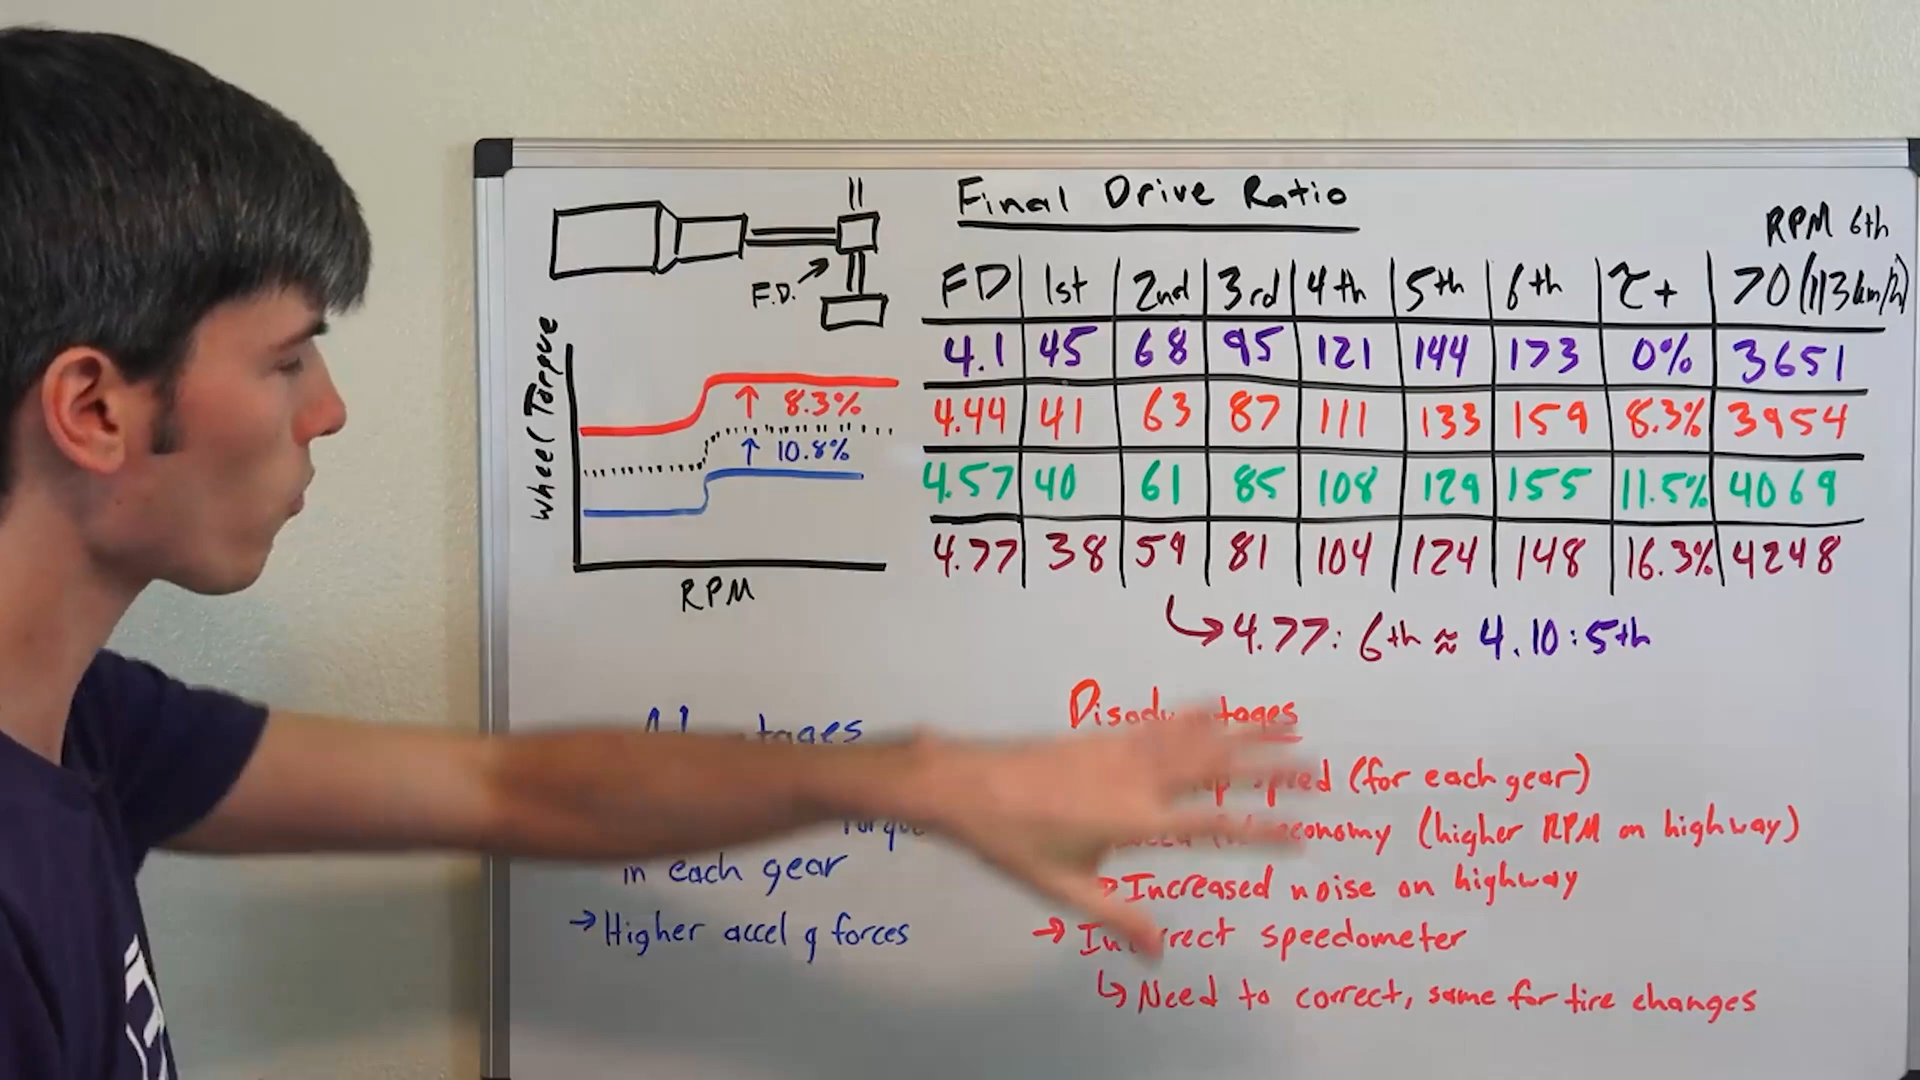 Final Drive Ratio
RPM 6th
FD 1st 2nd 3rd 4th 5th 6th τ+ 70 (113 km/h)
4.1 45 68 95 121 144 173 0% 3651
4.44 41 63 87 111 133 159 8.3% 3954
4.57 40 61 85 108 129 155 11.5% 4069
4.77 38 59 81 104 124 148 16.3% 4248
↳ 4.77: 6th ≈ 4.10: 5th
F.D.
Wheel Torque
↑ 8.3%
↑ 10.8%
RPM
in each gear
→ Higher accel g forces
speed (for each gear)
economy (higher RPM on highway)
→ Increased noise on highway
→ speedometer
↳ Need to correct, same for tire changes